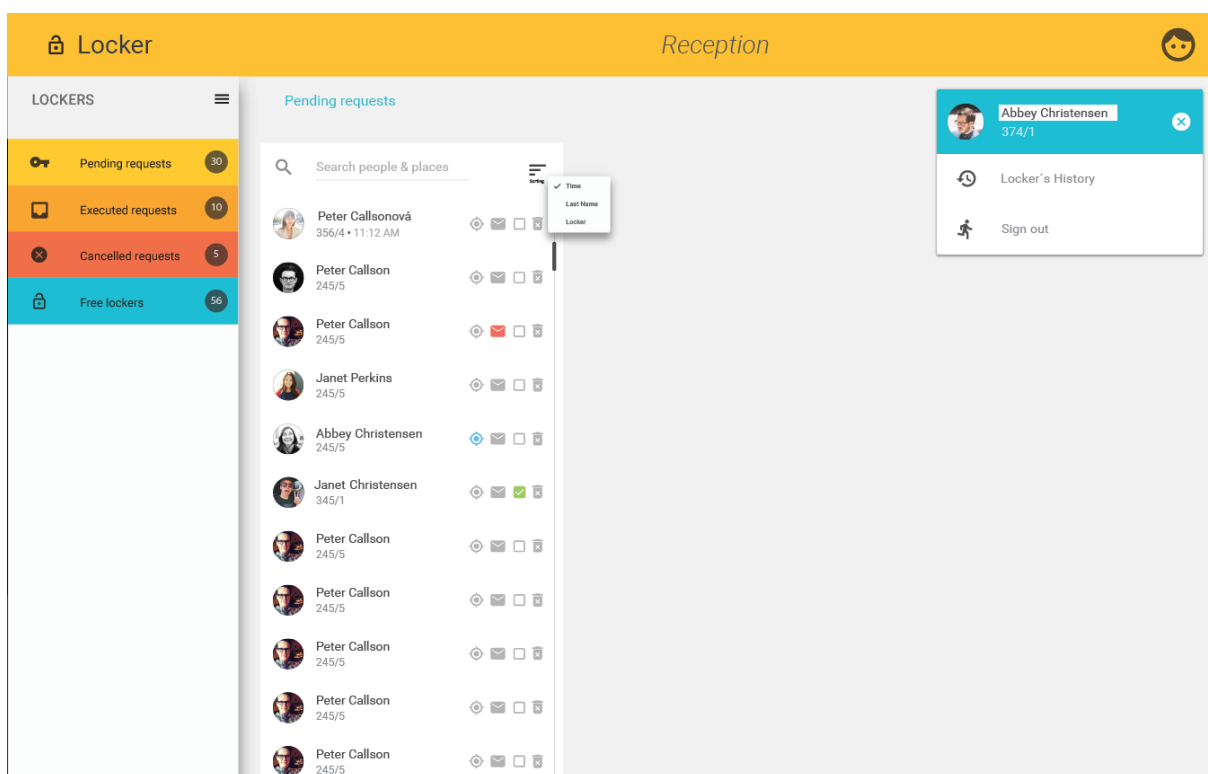 Locker
Reception
LOCKERS
Pending requests 30
Executed requests 10
Cancelled requests 5
Free lockers 56
Pending requests
Search people & places
Sorting
Time
Last Name
Locker
Peter Callsonová
356/4 • 11:12 AM
Peter Callson
245/5
Peter Callson
245/5
Janet Perkins
245/5
Abbey Christensen
245/5
Janet Christensen
345/1
Peter Callson
245/5
Peter Callson
245/5
Peter Callson
245/5
Peter Callson
245/5
Peter Callson
245/5
Abbey Christensen
374/1
Locker´s History
Sign out